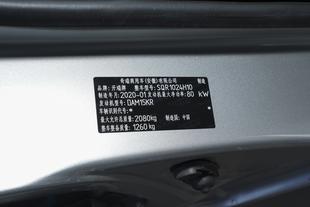 奇瑞商用车(安徽)有限公司 制造
品牌:开瑞牌 整车型号:SQR1024H10
制造年月:2020-01 发动机最大净功率:80 kW
发动机型号:DAM15KR
车辆识别代号:*
最大允许总质量:2080kg 制造国:中国
整车整备质量:1260kg